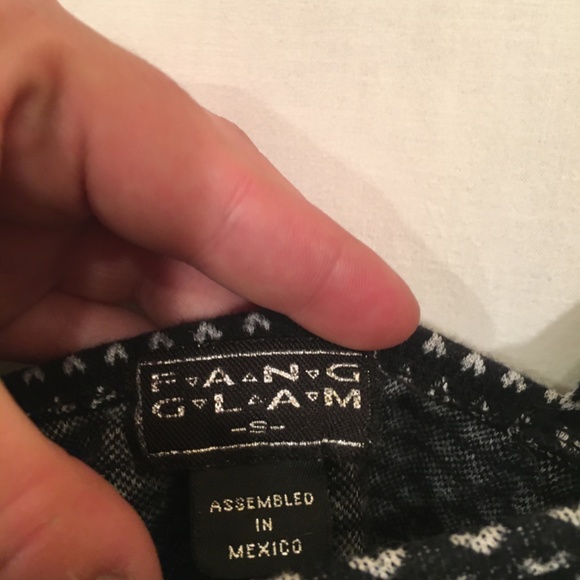 F▿A▵N▿G
G▿L▵A▿M
-S-
ASSEMBLED
IN
MEXICO